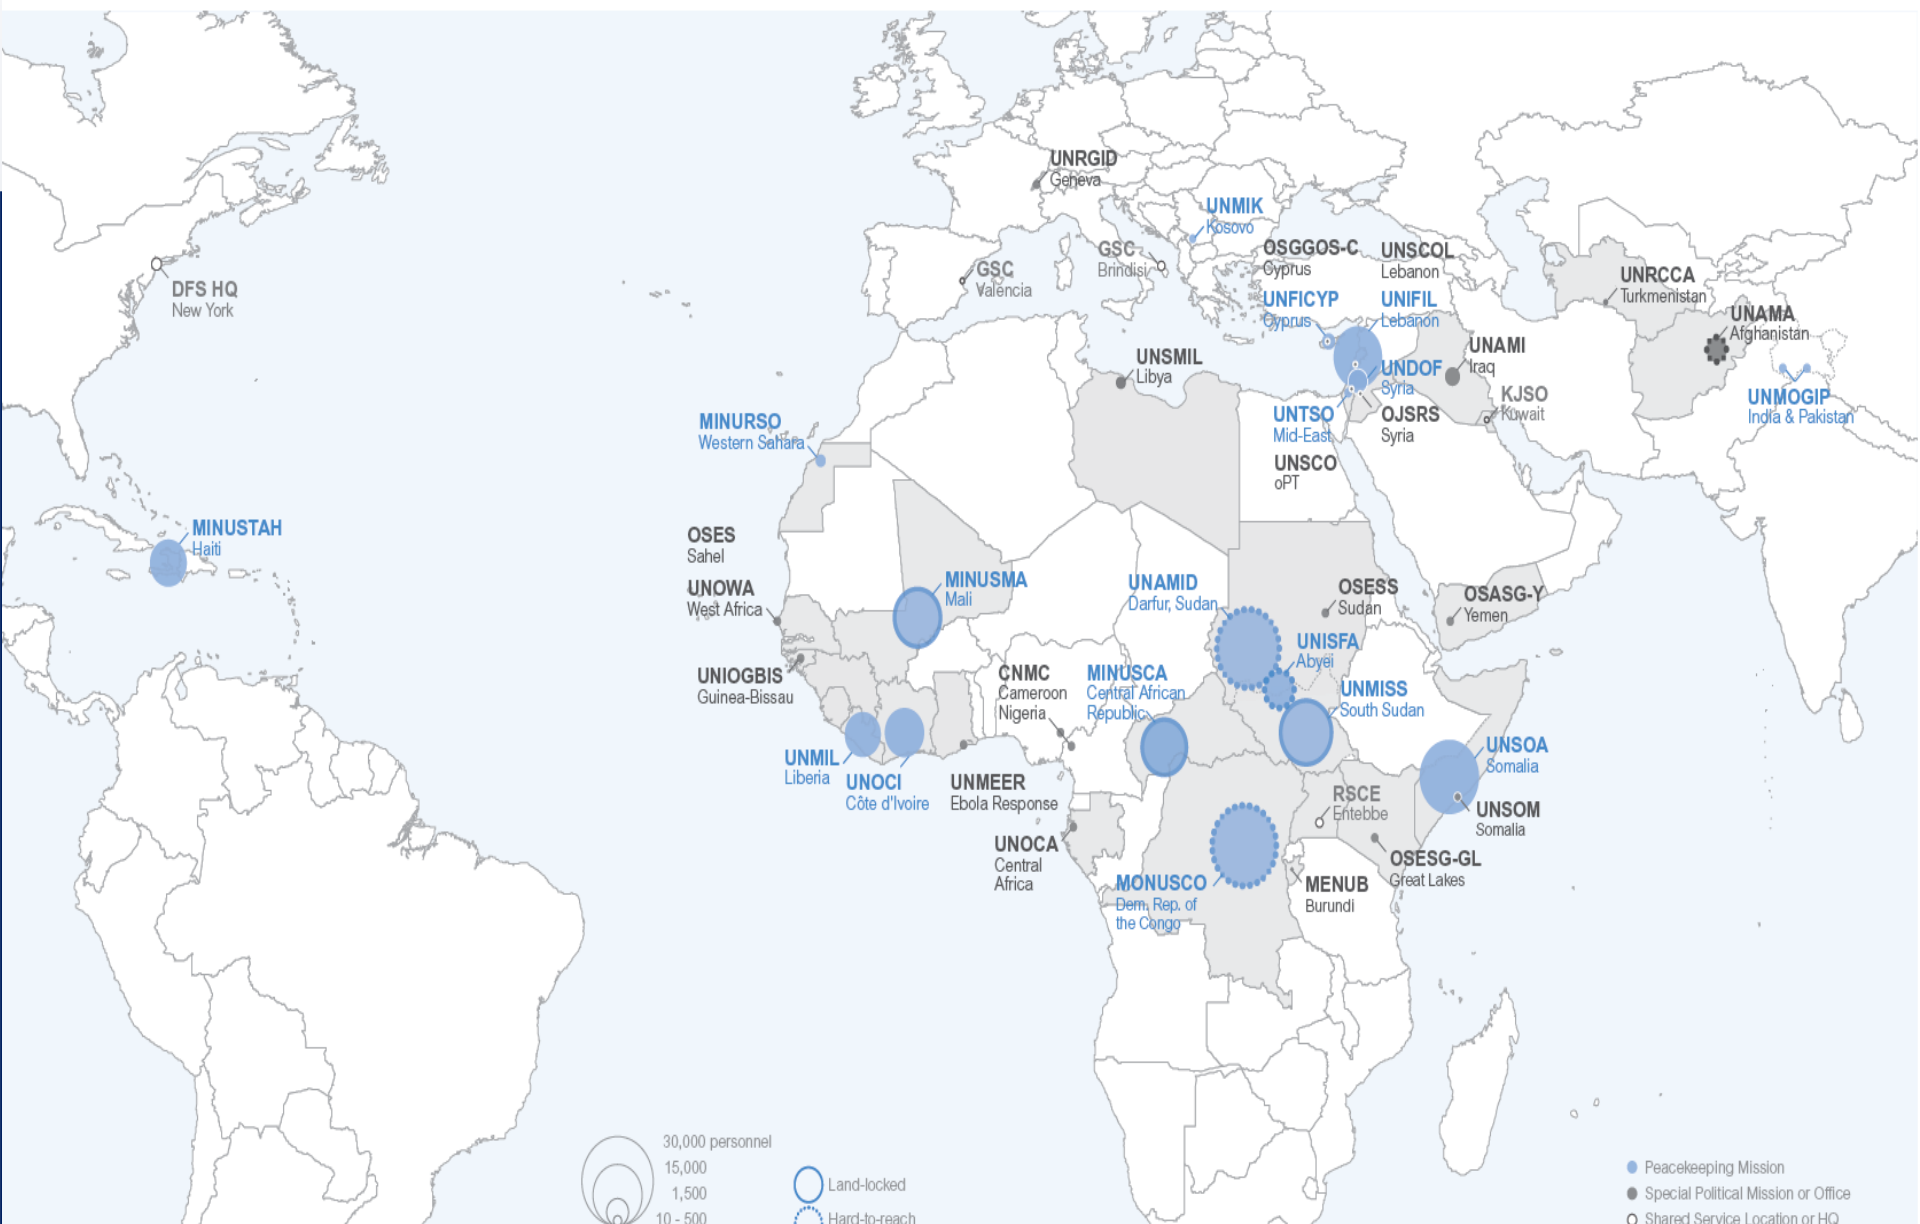 UNRGID
Geneva
UNMIK
Kosovo
GSC
Brindisi
GSC
Valencia
DFS HQ
New York
OSGGOS-C
Cyprus
UNSCOL
Lebanon
UNFICYP
Cyprus
UNIFIL
Lebanon
UNRCCA
Turkmenistan
UNAMA
Afghanistan
UNSMIL
Libya
UNAMI
Iraq
UNDOF
Syria
KJSO
Kuwait
UNMOGIP
India & Pakistan
UNTSO
Mid-East
OJSRS
Syria
MINURSO
Western Sahara
UNSCO
oPT
MINUSTAH
Haiti
OSES
Sahel
UNOWA
West Africa
MINUSMA
Mali
UNAMID
Darfur, Sudan
OSESS
Sudan
OSASG-Y
Yemen
UNISFA
Abyei
UNIOGBIS
Guinea-Bissau
CNMC
Cameroon
Nigeria
MINUSCA
Central African
Republic
UNMISS
South Sudan
UNMIL
Liberia
UNOCI
Côte d'Ivoire
UNMEER
Ebola Response
UNSOA
Somalia
RSCE
Entebbe
UNSOM
Somalia
UNOCA
Central
Africa
OSESG-GL
Great Lakes
MONUSCO
Dem. Rep. of
the Congo
MENUB
Burundi
30,000 personnel
15,000
1,500
10 - 500
Land-locked
Hard-to-reach
Peacekeeping Mission
Special Political Mission or Office
Shared Service Location or HQ